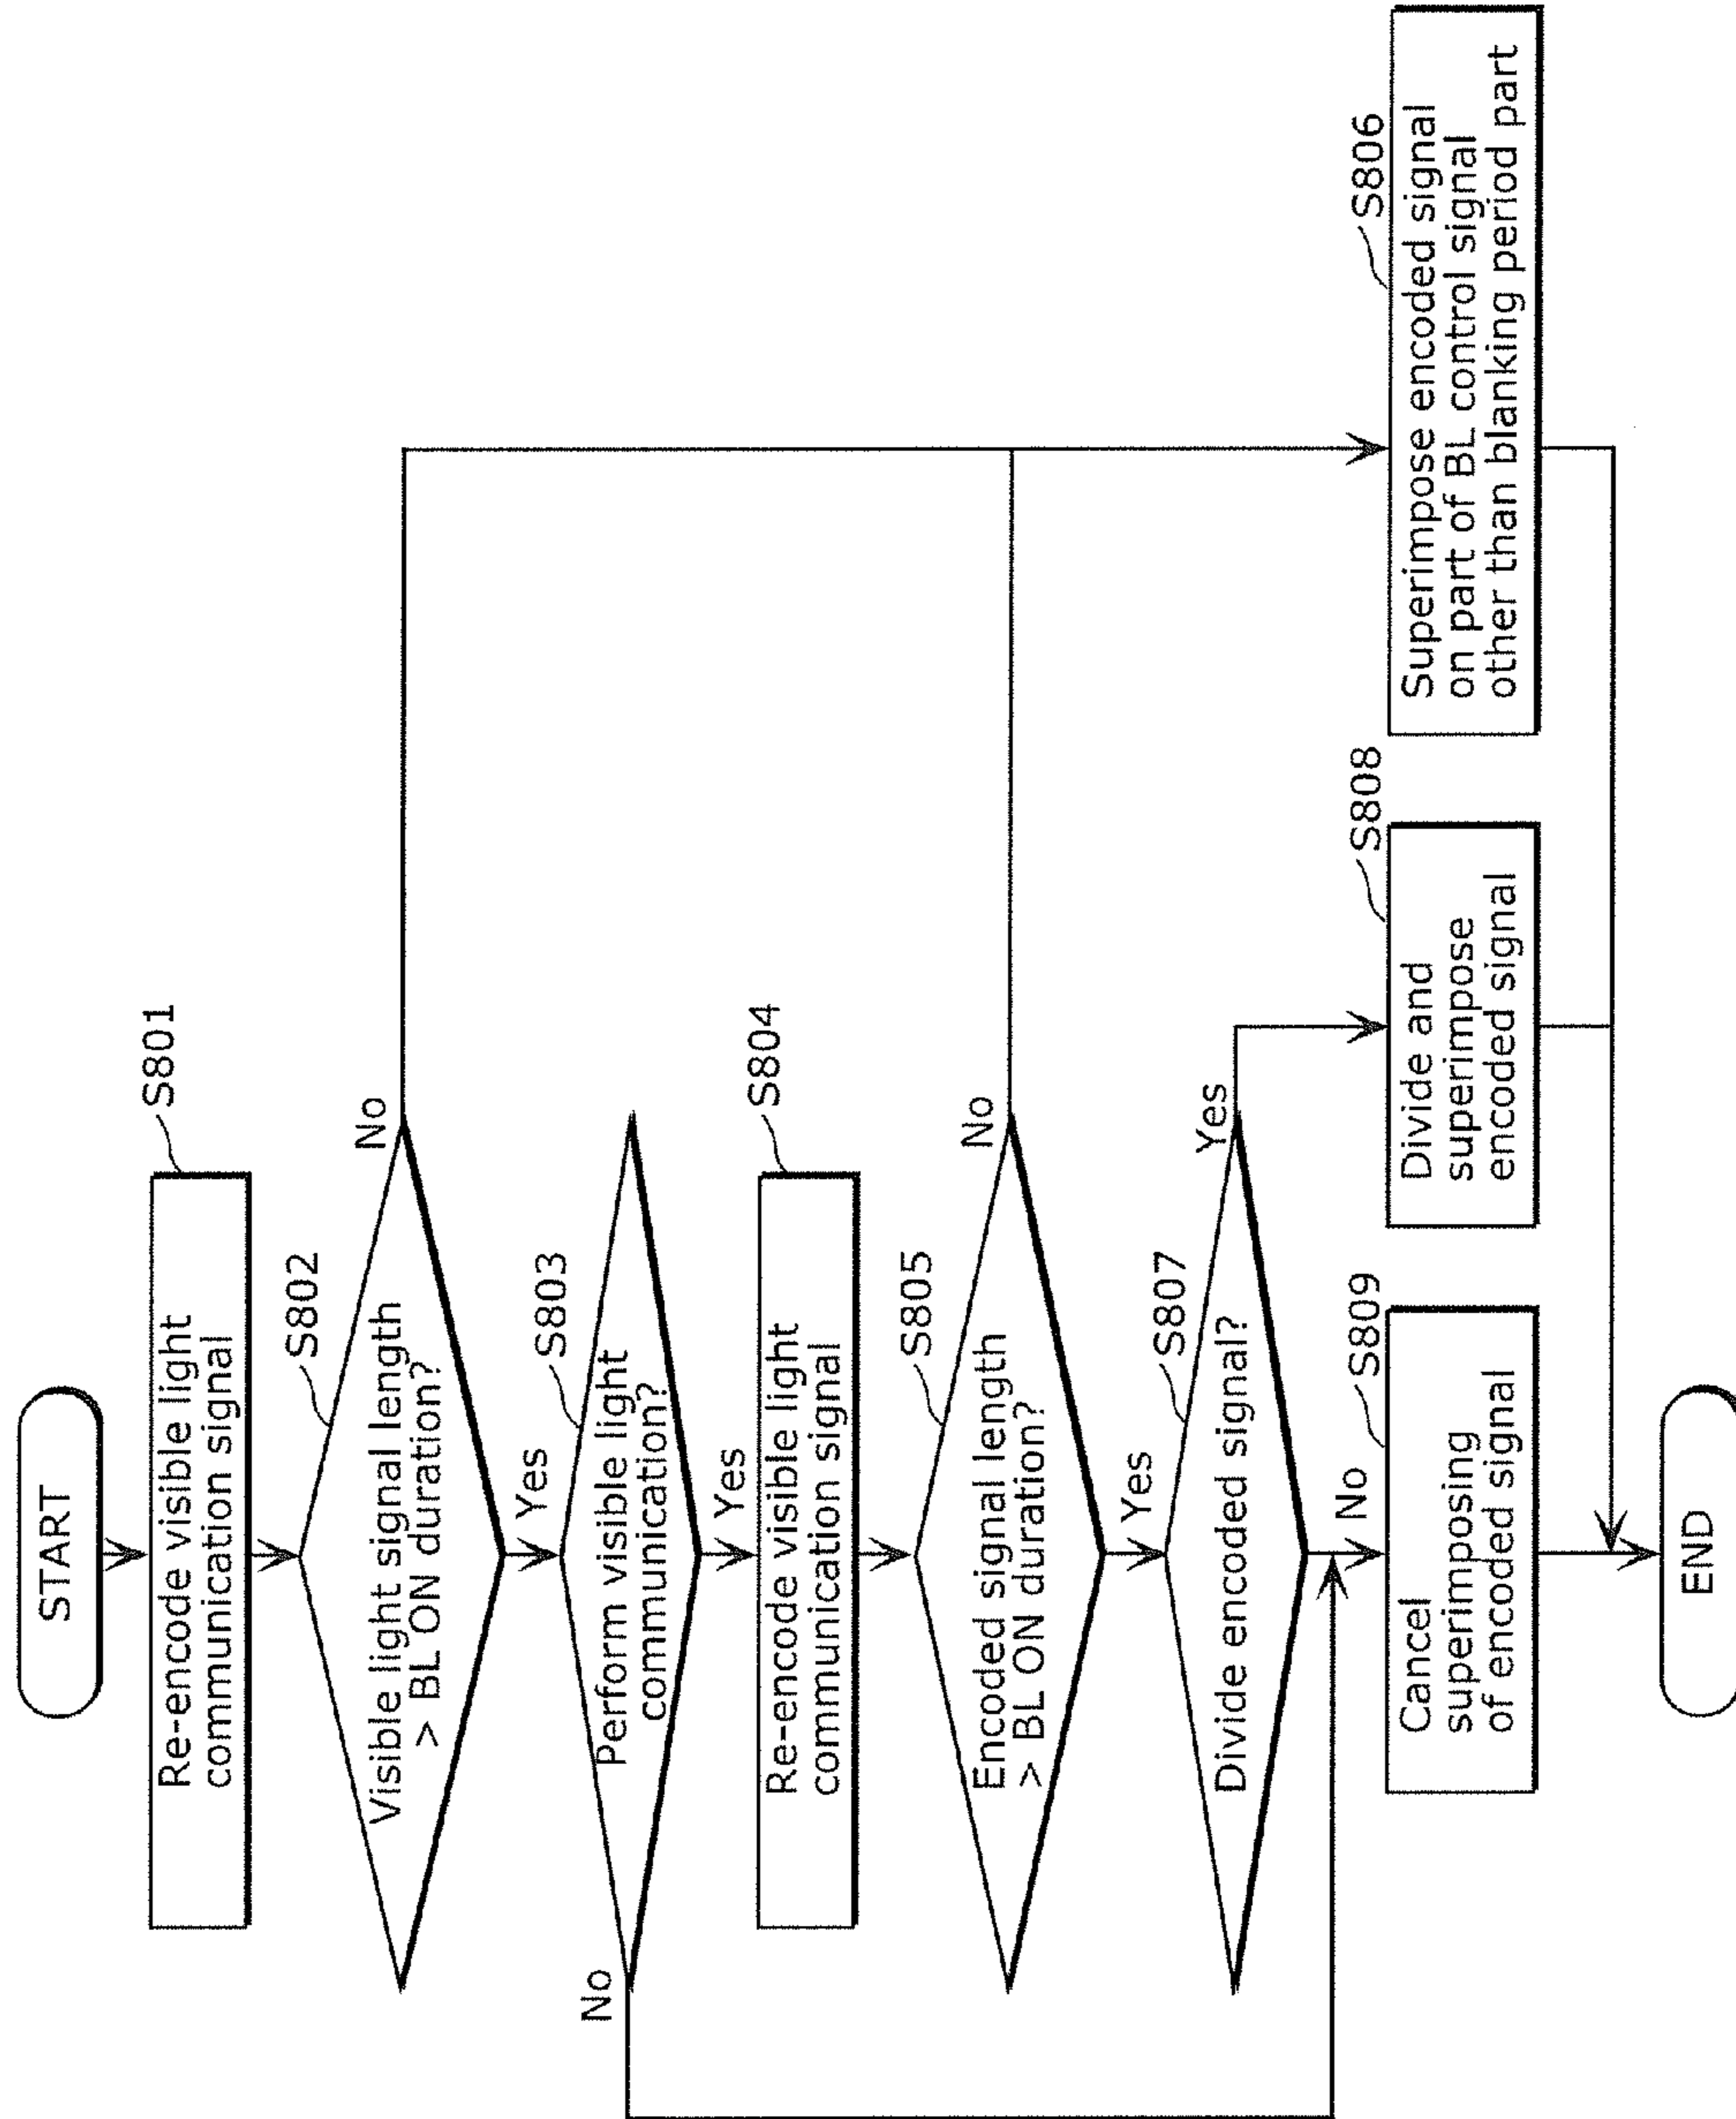 START
S801
Re-encode visible light
communication signal
S802
Visible light signal length
> BL ON duration?
No
Yes
S803
Perform visible light
communication?
No
Yes
S804
Re-encode visible light
communication signal
S805
Encoded signal length
> BL ON duration?
No
Yes
S807
Divide encoded signal?
Yes
No
S809
Cancel
superimposing
of encoded signal
S808
Divide and
superimpose
encoded signal
S806
Superimpose encoded signal
on part of BL control signal
other than blanking period part
END